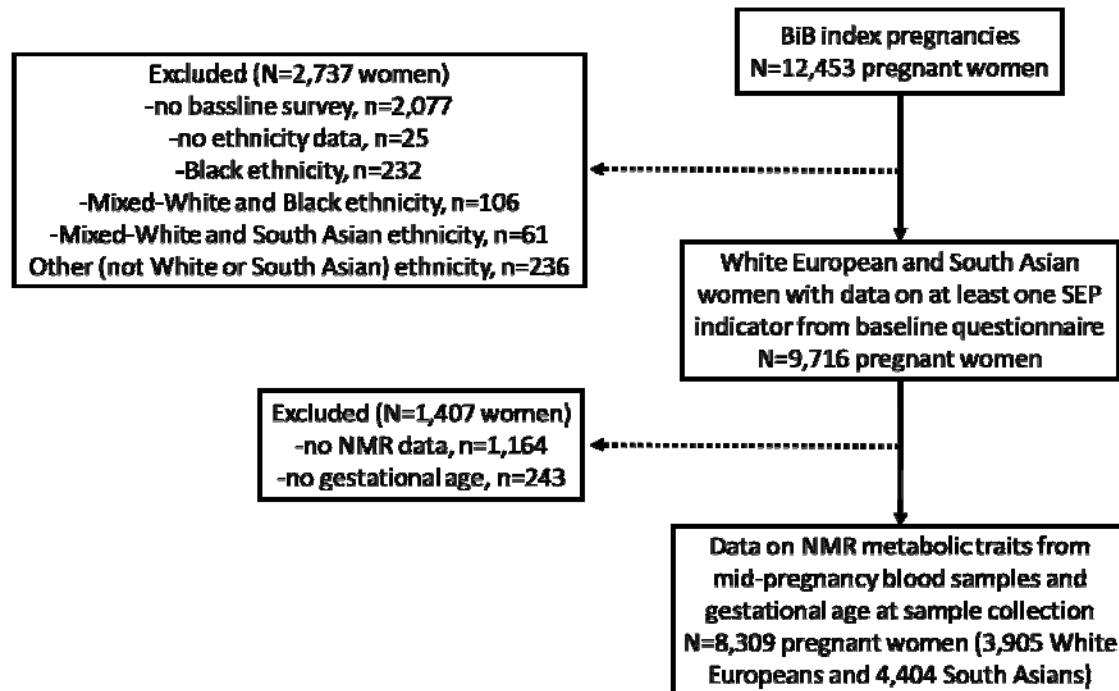 BiB index pregnancies
N=12,453 pregnant women
Excluded (N=2,737 women)
-no bassline survey, n=2,077
-no ethnicity data, n=25
-Black ethnicity, n=232
-Mixed-White and Black ethnicity, n=106
-Mixed-White and South Asian ethnicity, n=61
Other (not White or South Asian) ethnicity, n=236
White European and South Asian
women with data on at least one SEP
indicator from baseline questionnaire
N=9,716 pregnant women
Excluded (N=1,407 women)
-no NMR data, n=1,164
-no gestational age, n=243
Data on NMR metabolic traits from
mid-pregnancy blood samples and
gestational age at sample collection
N=8,309 pregnant women (3,905 White
Europeans and 4,404 South Asians)